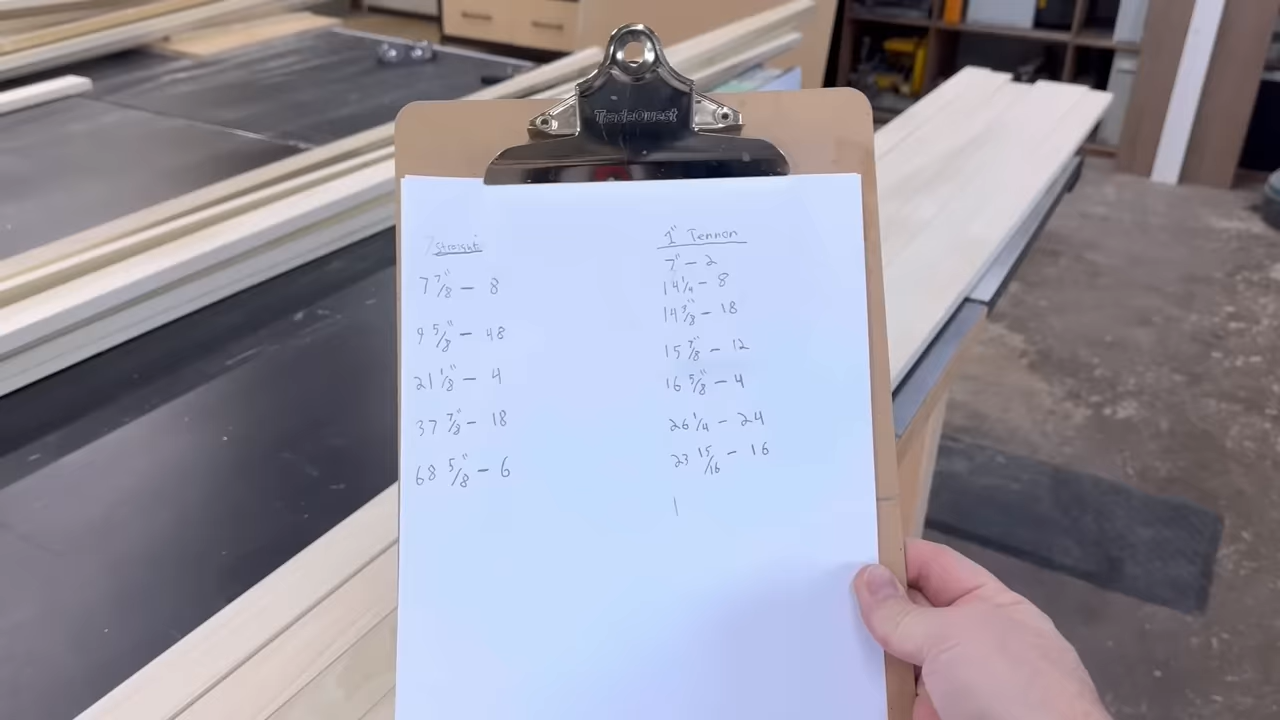 TradeQuest
Straight
7 7/8" - 8
9 5/8" - 48
21 1/8" - 4
37 7/8" - 18
68 5/8" - 6
1" Tennon
7" - 2
14 1/4 - 8
14 3/8" - 18
15 7/8" - 12
16 5/8" - 4
26 1/4 - 24
23 15/16 - 16